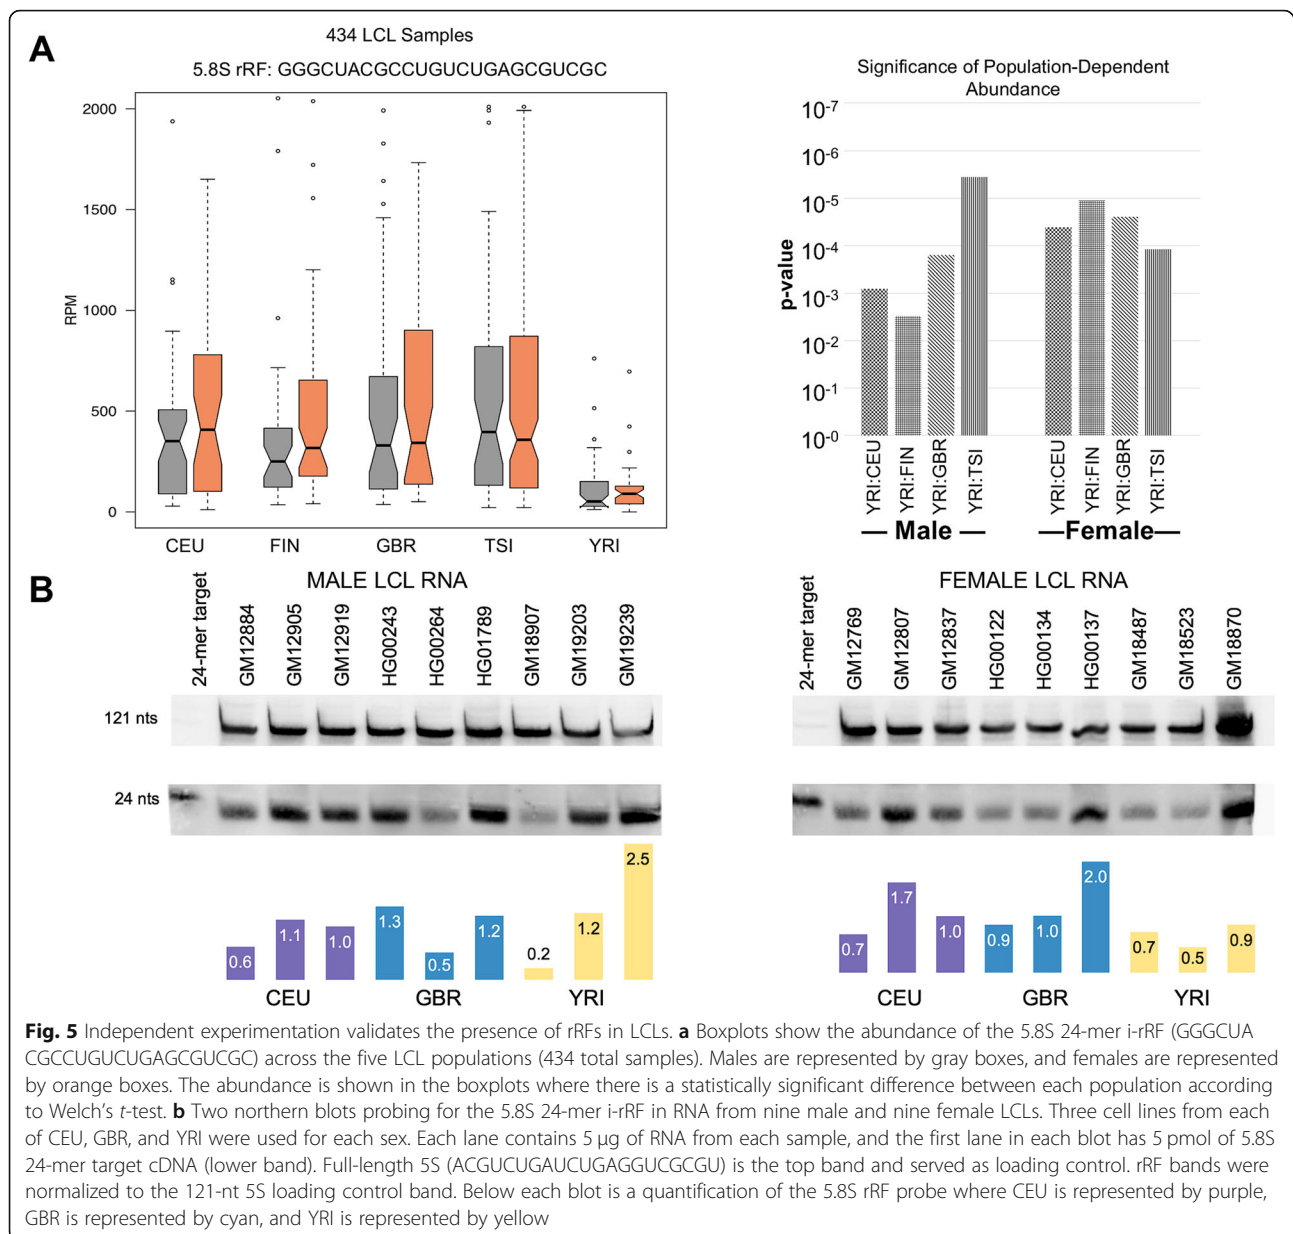 A
434 LCL Samples
5.8S rRF: GGGCUACGCCUGUCUGAGCGUCGC
2000
1500
1000
500
0
RPM
CEU FIN GBR TSI YRI
Significance of Population-Dependent
Abundance
10-7
10-6
10-5
10-4
10-3
10-2
10-1
10-0
p-value
YRI:CEU
YRI:FIN
YRI:GBR
YRI:TSI
YRI:CEU
YRI:FIN
YRI:GBR
YRI:TSI
— Male — —Female—
B
MALE LCL RNA
24-mer target
GM12884
GM12905
GM12919
HG00243
HG00264
HG01789
GM18907
GM19203
GM19239
121 nts
24 nts
0.6 1.1 1.0 1.3 0.5 1.2 0.2 1.2 2.5
CEU GBR YRI
FEMALE LCL RNA
24-mer target
GM12769
GM12807
GM12837
HG00122
HG00134
HG00137
GM18487
GM18523
GM18870
0.7 1.7 1.0 0.9 1.0 2.0 0.7 0.5 0.9
CEU GBR YRI
Fig. 5 Independent experimentation validates the presence of rRFs in LCLs. a Boxplots show the abundance of the 5.8S 24-mer i-rRF (GGGCUA
CGCCUGUCUGAGCGUCGC) across the five LCL populations (434 total samples). Males are represented by gray boxes, and females are represented
by orange boxes. The abundance is shown in the boxplots where there is a statistically significant difference between each population according
to Welch's t-test. b Two northern blots probing for the 5.8S 24-mer i-rRF in RNA from nine male and nine female LCLs. Three cell lines from each
of CEU, GBR, and YRI were used for each sex. Each lane contains 5 μg of RNA from each sample, and the first lane in each blot has 5 pmol of 5.8S
24-mer target cDNA (lower band). Full-length 5S (ACGUCUGAUCUGAGGUCGCGU) is the top band and served as loading control. rRF bands were
normalized to the 121-nt 5S loading control band. Below each blot is a quantification of the 5.8S rRF probe where CEU is represented by purple,
GBR is represented by cyan, and YRI is represented by yellow